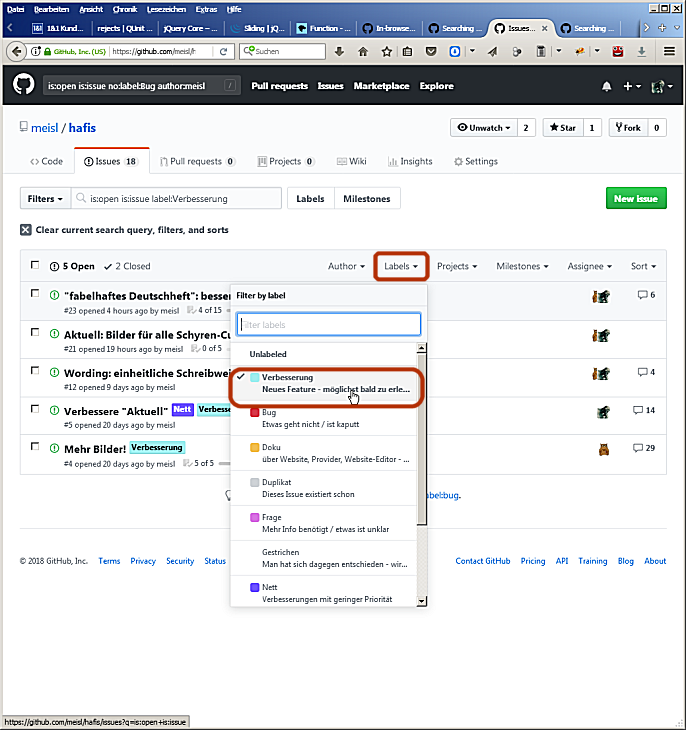 Datei Bearbeiten Ansicht Chronik Lesezeichen Extras Hilfe
1&1 Kund...
rejects | QUnit
jQuery Core – ...
Sliding | jQ...
Function - ...
In-browse...
Searching ...
Issues...
Searching ...
GitHub, Inc. (US) https://github.com/meisl/
Suchen
is:open is:issue no:label:Bug author:meisl /
Pull requests Issues Marketplace Explore
meisl / hafis
Unwatch 2 Star 1 Fork 0
Code Issues 18 Pull requests 0 Projects 0 Wiki Insights Settings
Filters is:open is:issue label:Verbesserung Labels Milestones New issue
Clear current search query, filters, and sorts
5 Open 2 Closed Author Labels Projects Milestones Assignee Sort
"fabelhaftes Deutschheft": besse 6
#23 opened 4 hours ago by meisl 4 of 15
Aktuell: Bilder für alle Schyren-Cu
#21 opened 19 hours ago by meisl 0 of 5
Wording: einheitliche Schreibwei 4
#12 opened 9 days ago by meisl
Verbessere "Aktuell" Nett Verbesse 14
#5 opened 20 days ago by meisl
Mehr Bilder! Verbesserung 29
#4 opened 20 days ago by meisl 5 of 5
Filter by label
Filter labels
Unlabeled
Verbesserung
Neues Feature - möglichst bald zu erle...
Bug
Etwas geht nicht / ist kaputt
Doku
über Website, Provider, Website-Editor - ...
Duplikat
Dieses Issue existiert schon
Frage
Mehr Info benötigt / etwas ist unklar
Gestrichen
Man hat sich dagegen entschieden - wir...
Nett
Verbesserungen mit geringer Priorität
abel:bug.
© 2018 GitHub, Inc. Terms Privacy Security Status Contact GitHub Pricing API Training Blog About
https://github.com/meisl/hafis/issues?q=is:open+is:issue